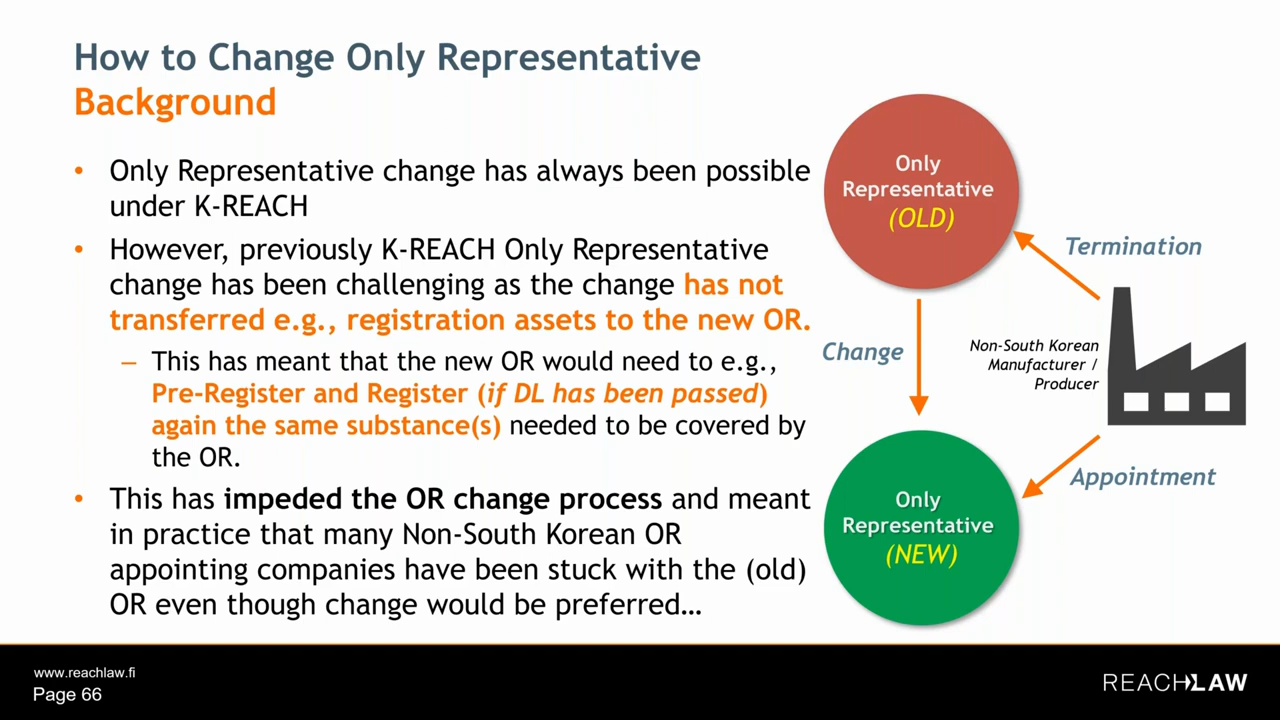 How to Change Only Representative
Background
• Only Representative change has always been possible
under K-REACH
• However, previously K-REACH Only Representative
change has been challenging as the change has not
transferred e.g., registration assets to the new OR.
– This has meant that the new OR would need to e.g.,
Pre-Register and Register (if DL has been passed)
again the same substance(s) needed to be covered by
the OR.
• This has impeded the OR change process and meant
in practice that many Non-South Korean OR
appointing companies have been stuck with the (old)
OR even though change would be preferred…
Only
Representative
(OLD)
Termination
Change
Non-South Korean
Manufacturer /
Producer
Appointment
Only
Representative
(NEW)
www.reachlaw.fi
Page 66
REACHLAW